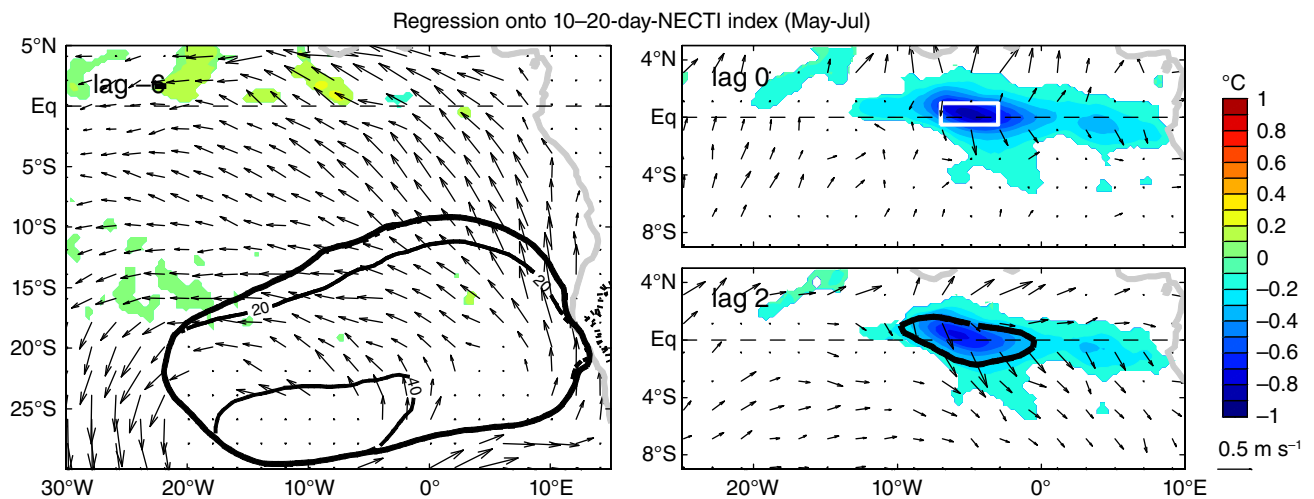 Regression onto 10–20-day-NECTI index (May-Jul)
5°N
Eq
5°S
10°S
15°S
20°S
25°S
30°W
20°W
10°W
0°
10°E
lag –6
20
20
40
4°N
Eq
4°S
8°S
lag 0
4°N
Eq
4°S
8°S
20°W
10°W
0°
10°E
lag 2
°C
1
0.8
0.6
0.4
0.2
0
–0.2
–0.4
–0.6
–0.8
–1
0.5 m s⁻¹